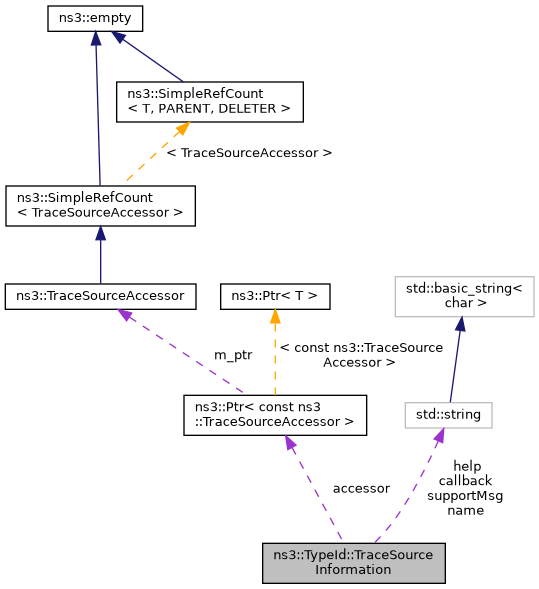 ns3::empty
ns3::SimpleRefCount
< T, PARENT, DELETER >
< TraceSourceAccessor >
ns3::SimpleRefCount
< TraceSourceAccessor >
ns3::TraceSourceAccessor
ns3::Ptr< T >
std::basic_string<
char >
m_ptr
< const ns3::TraceSource
Accessor >
ns3::Ptr< const ns3
::TraceSourceAccessor >
std::string
accessor
help
callback
supportMsg
name
ns3::TypeId::TraceSource
Information